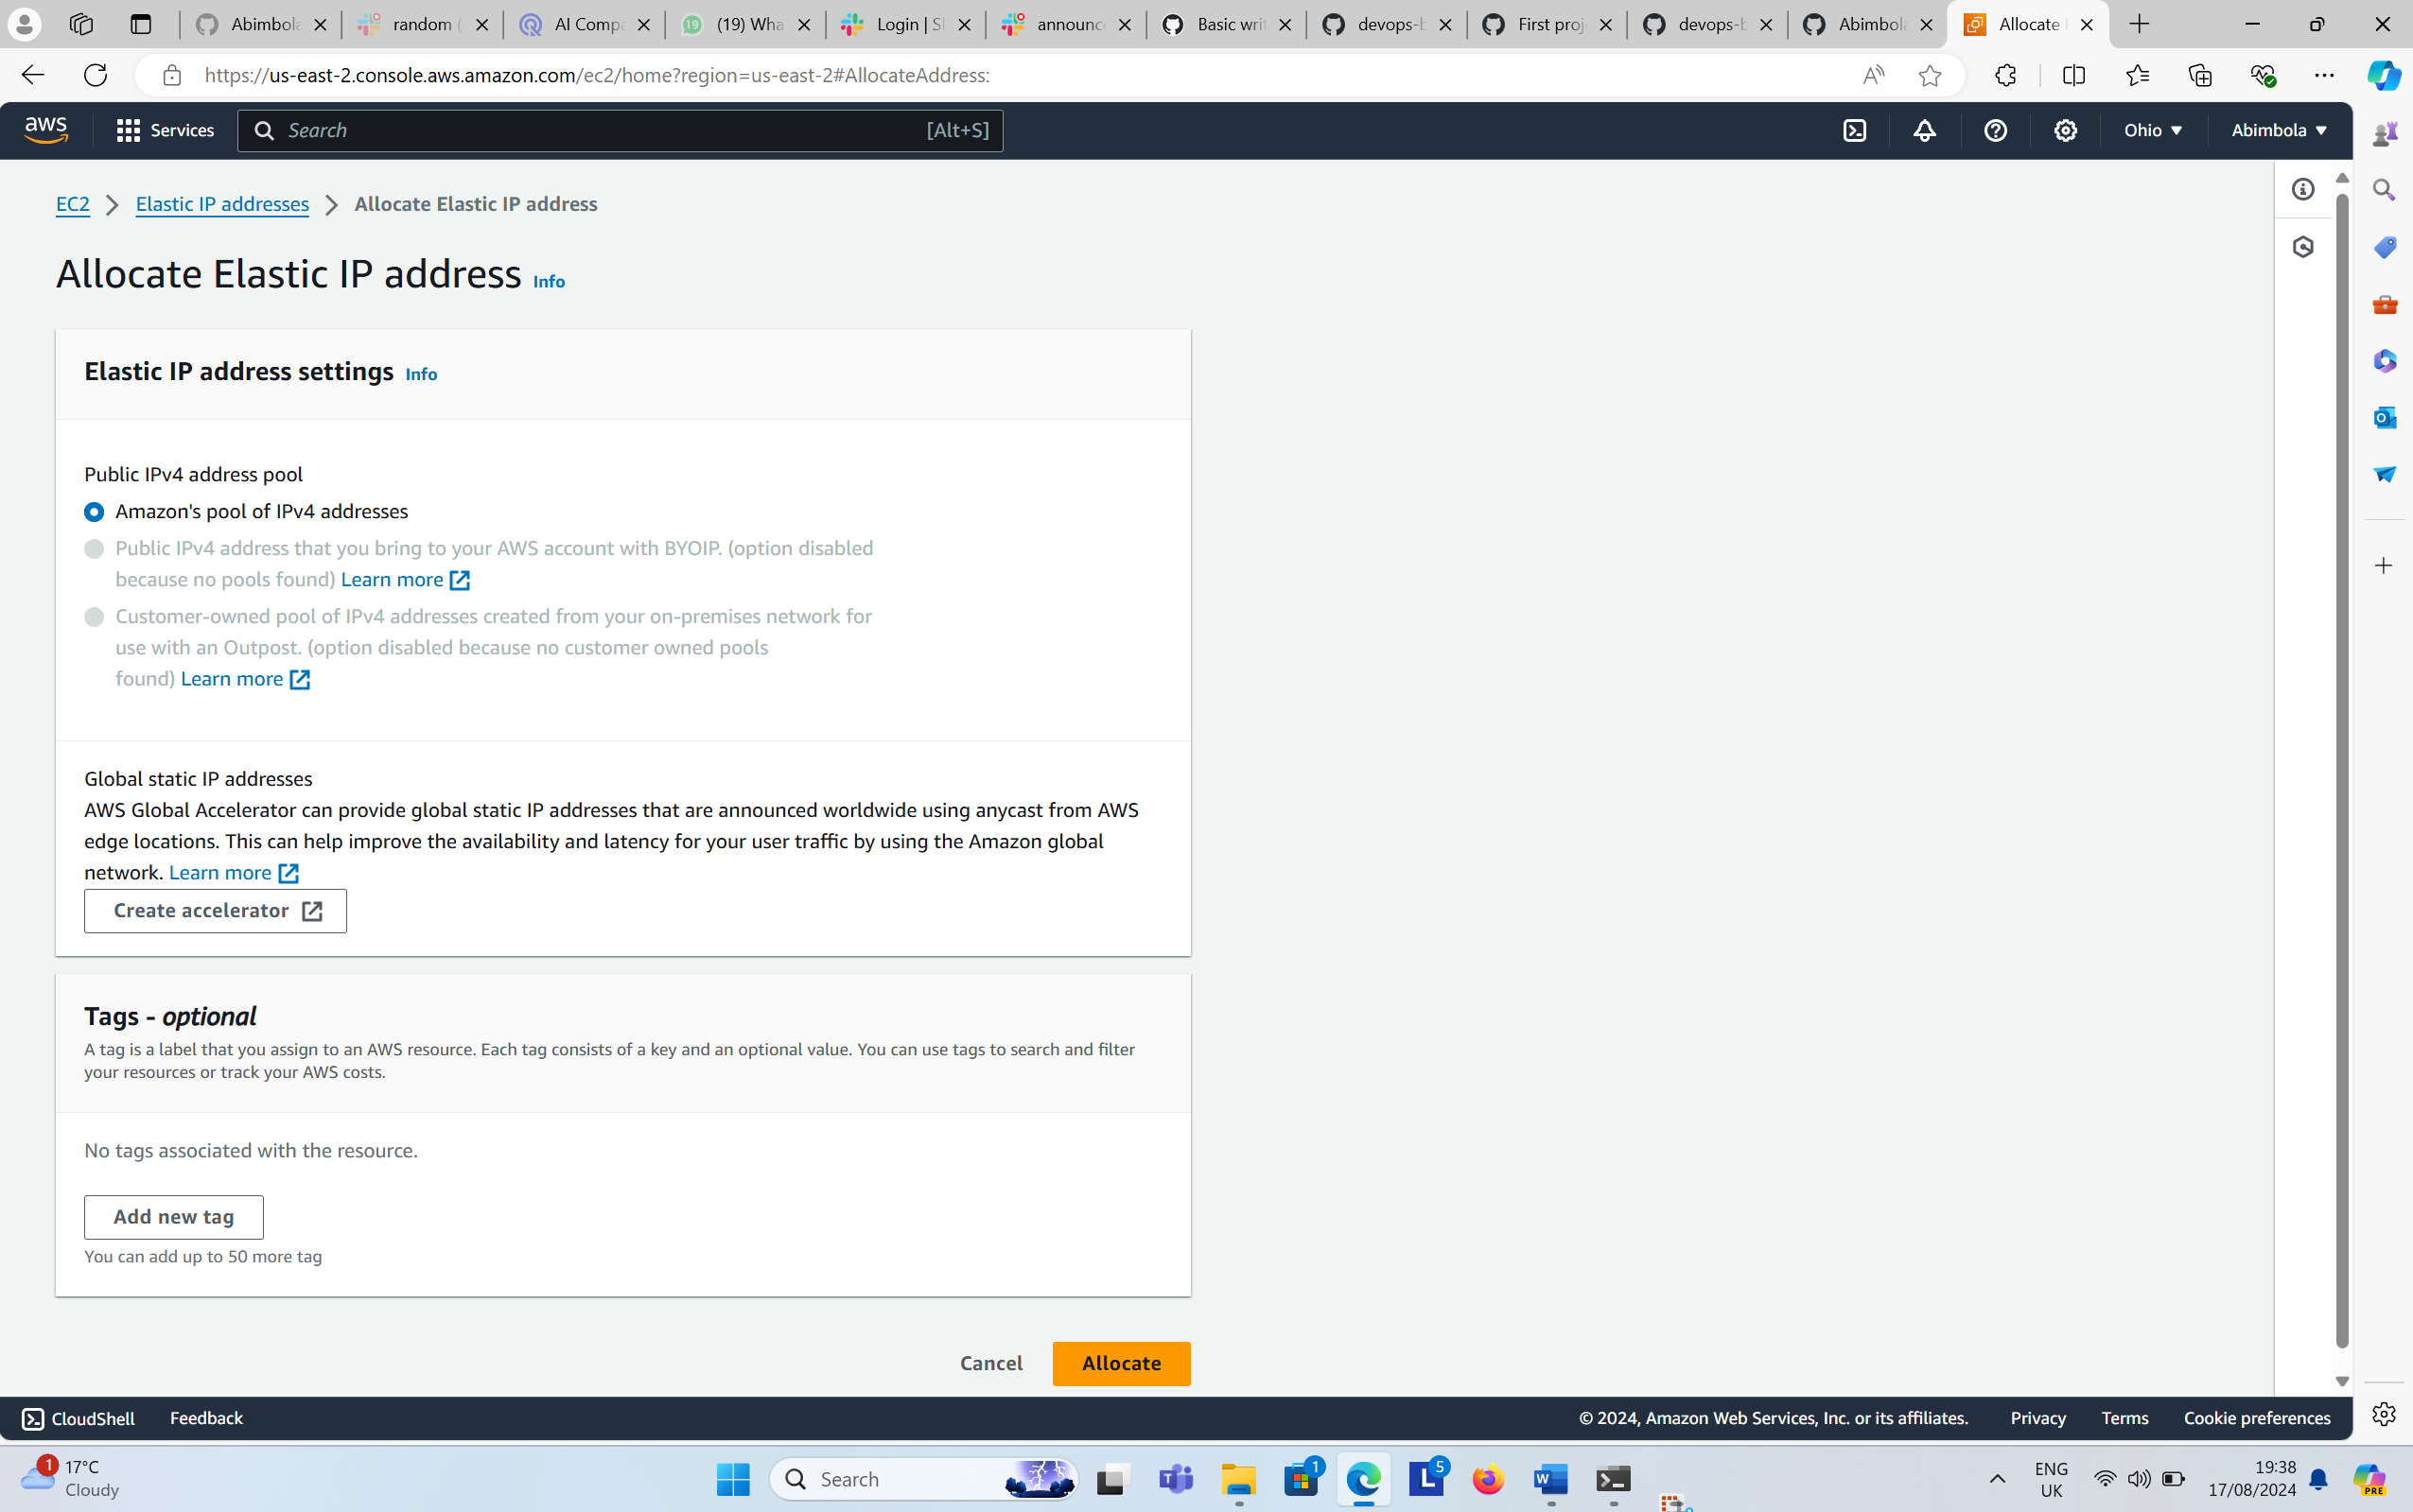 Abimbola
random (
AI Compa
(19) Wha
Login | Sl
announce
Basic writ
devops-b
First proj
devops-b
Abimbola
Allocate
https://us-east-2.console.aws.amazon.com/ec2/home?region=us-east-2#AllocateAddress:
aws
Services
Search
[Alt+S]
Ohio
Abimbola
EC2
Elastic IP addresses
Allocate Elastic IP address
Allocate Elastic IP address Info
Elastic IP address settings Info
Public IPv4 address pool
Amazon's pool of IPv4 addresses
Public IPv4 address that you bring to your AWS account with BYOIP. (option disabled
because no pools found) Learn more
Customer-owned pool of IPv4 addresses created from your on-premises network for
use with an Outpost. (option disabled because no customer owned pools
found) Learn more
Global static IP addresses
AWS Global Accelerator can provide global static IP addresses that are announced worldwide using anycast from AWS
edge locations. This can help improve the availability and latency for your user traffic by using the Amazon global
network. Learn more
Create accelerator
Tags - optional
A tag is a label that you assign to an AWS resource. Each tag consists of a key and an optional value. You can use tags to search and filter
your resources or track your AWS costs.
No tags associated with the resource.
Add new tag
You can add up to 50 more tag
Cancel
Allocate
CloudShell
Feedback
© 2024, Amazon Web Services, Inc. or its affiliates.
Privacy
Terms
Cookie preferences
1
17°C
Cloudy
Search
1
5
ENG
UK
19:38
17/08/2024
PRE